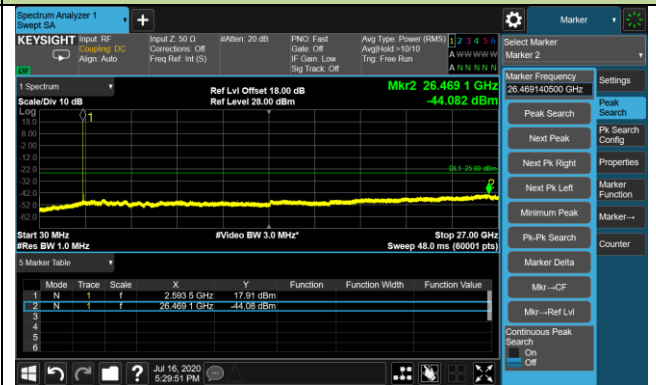 Spectrum Analyzer 1
Swept SA
+
Marker
KEYSIGHT
Input: RF
Coupling: DC
Align: Auto
Input Z: 50 Ω
Corrections: Off
Freq Ref: Int (S)
#Atten: 20 dB
PNO: Fast
Gate: Off
IF Gain: Low
Sig Track: Off
Avg Type: Power (RMS)
Avg|Hold:>10/10
Trig: Free Run
1 2 3 4 5 6
A W W W W W
A N N N N N
LXI
Select Marker
Marker 2
1 Spectrum
Scale/Div 10 dB
Ref Lvl Offset 18.00 dB
Ref Level 28.00 dBm
Mkr2 26.469 1 GHz
-44.082 dBm
Log
18.0
8.00
-2.00
-12.0
-22.0
-32.0
-42.0
-52.0
-62.0
1
DL1 -25.00 dBm
2
Start 30 MHz
#Res BW 1.0 MHz
#Video BW 3.0 MHz*
Stop 27.00 GHz
Sweep 48.0 ms (60001 pts)
5 Marker Table
Mode Trace Scale X Y Function Function Width Function Value
1 N 1 f 2.593 5 GHz 17.91 dBm
2 N 1 f 26.469 1 GHz -44.08 dBm
3
4
5
6
Marker Frequency
26.469140500 GHz
Peak Search
Next Peak
Next Pk Right
Next Pk Left
Minimum Peak
Pk-Pk Search
Marker Delta
Mkr→CF
Mkr→Ref Lvl
Continuous Peak
Search
On
Off
Settings
Peak
Search
Pk Search
Config
Properties
Marker
Function
Marker→
Counter
?
Jul 16, 2020
5:29:51 PM